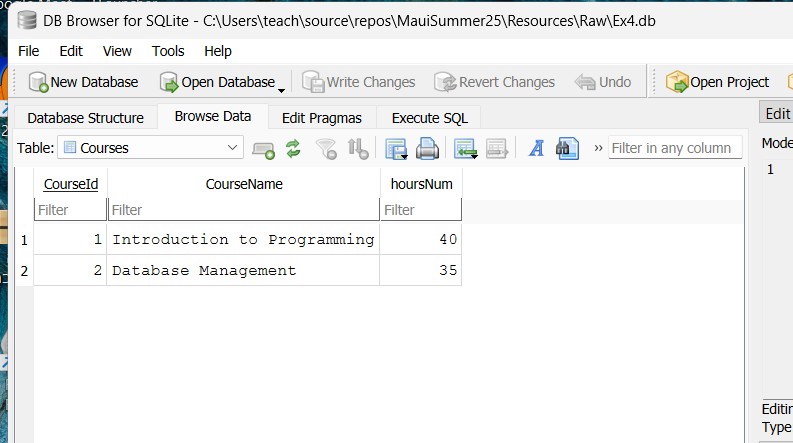 DB Browser for SQLite - C:\Users\teach\source\repos\MauiSummer25\Resources\Raw\Ex4.db
File Edit View Tools Help
New Database Open Database Write Changes Revert Changes Undo Open Project
Database Structure Browse Data Edit Pragmas Execute SQL Edit
Table: Courses A » Filter in any column Mode
CourseId CourseName hoursNum 1
Filter Filter Filter
1 1 Introduction to Programming 40
2 2 Database Management 35
Editin
Type